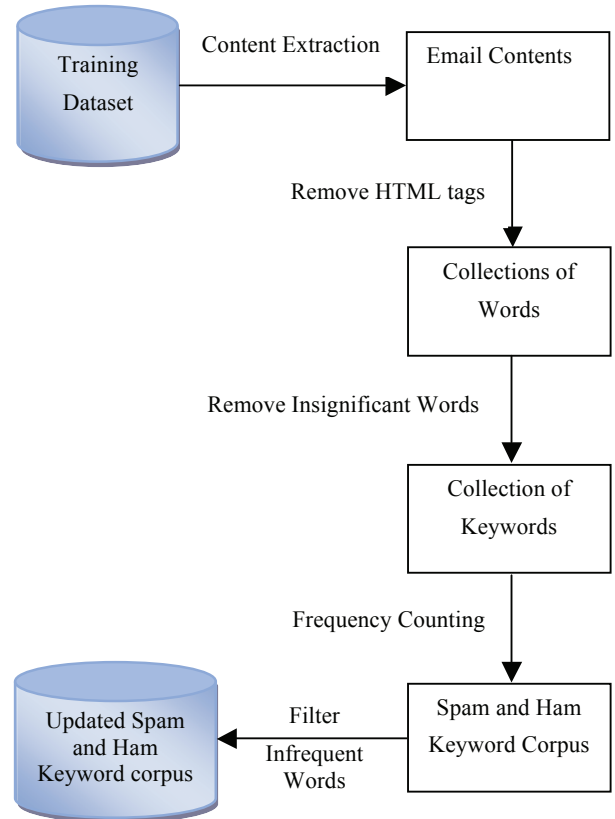 Training
Dataset
Content Extraction
Email Contents
Remove HTML tags
Collections of
Words
Remove Insignificant Words
Collection of
Keywords
Frequency Counting
Spam and Ham
Keyword Corpus
Filter
Infrequent
Words
Updated Spam
and Ham
Keyword corpus